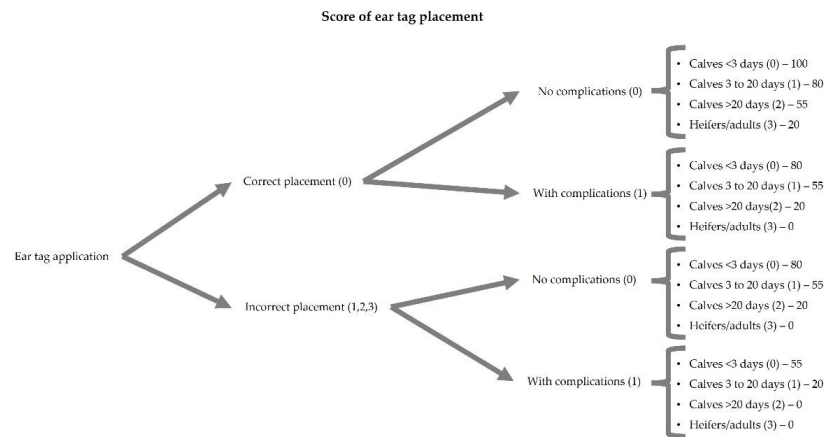 Score of ear tag placement
Ear tag application
Correct placement (0)
No complications (0)
• Calves <3 days (0) – 100
• Calves 3 to 20 days (1) – 80
• Calves >20 days (2) – 55
• Heifers/adults (3) – 20
With complications (1)
• Calves <3 days (0) – 80
• Calves 3 to 20 days (1) – 55
• Calves >20 days(2) – 20
• Heifers/adults (3) – 0
Incorrect placement (1,2,3)
No complications (0)
• Calves <3 days (0) – 80
• Calves 3 to 20 days (1) – 55
• Calves >20 days (2) – 20
• Heifers/adults (3) – 0
With complications (1)
• Calves <3 days (0) – 55
• Calves 3 to 20 days (1) – 20
• Calves >20 days (2) – 0
• Heifers/adults (3) – 0